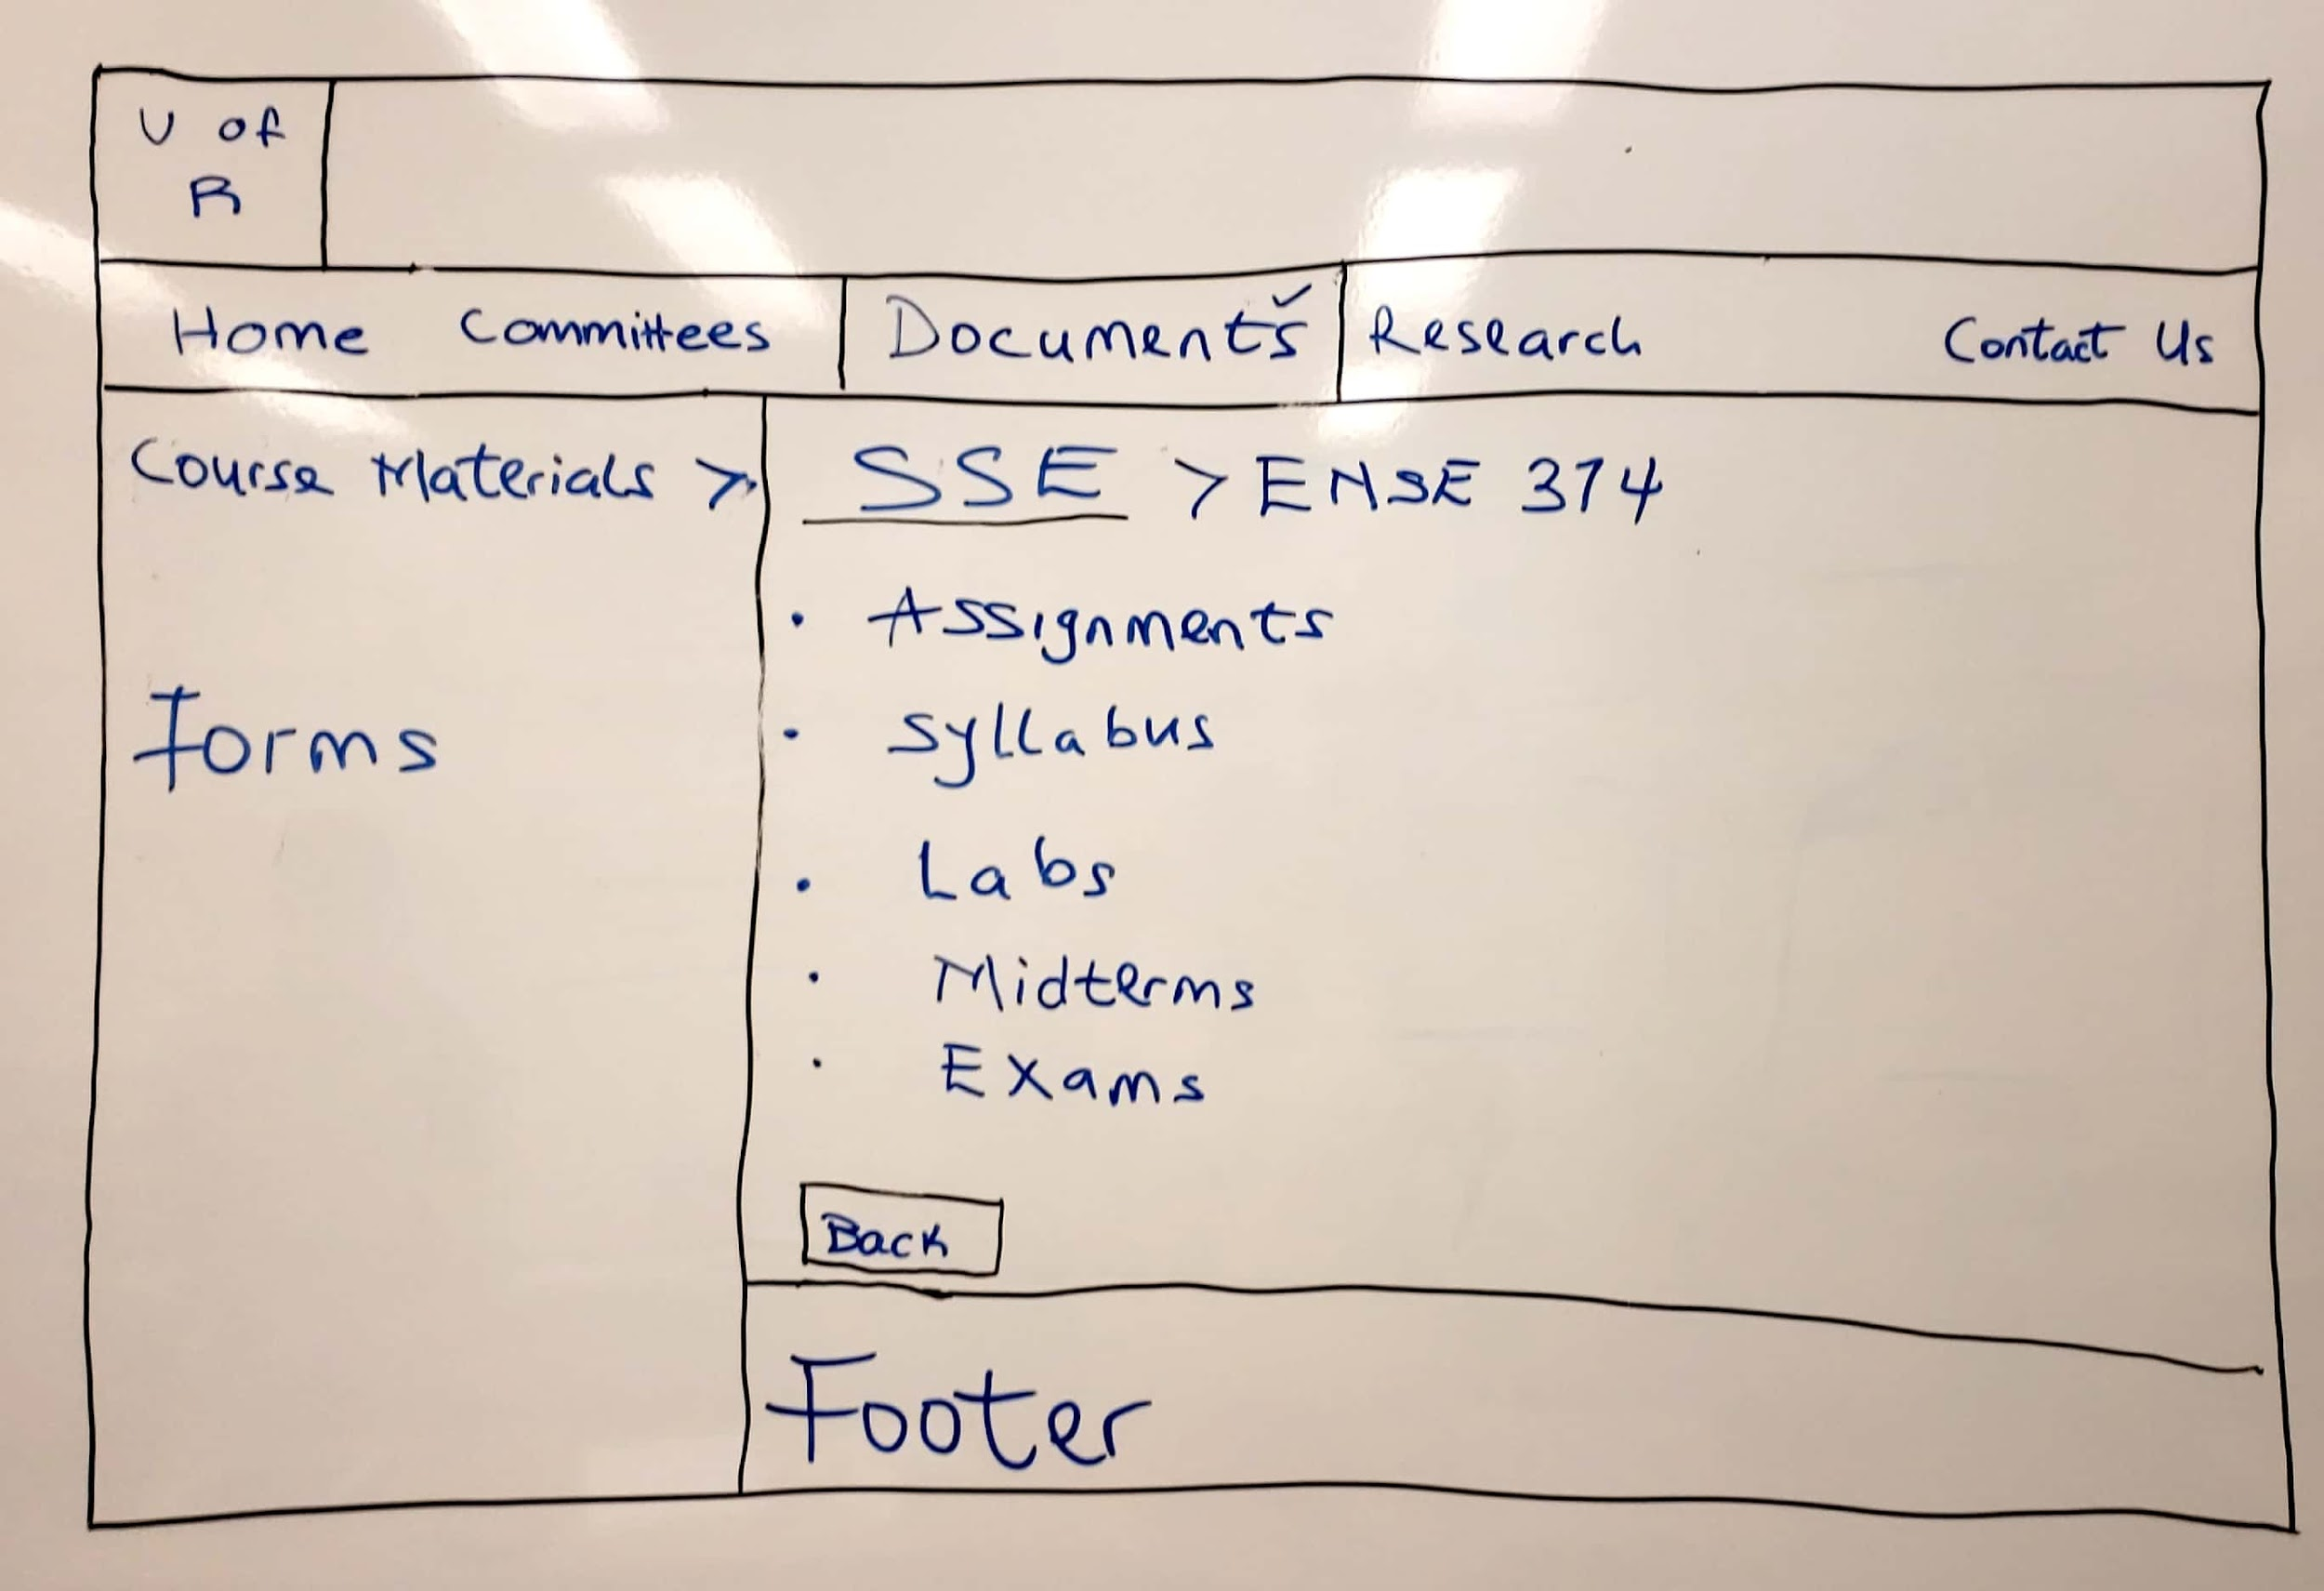 U of
R
Home Committees Documents Research Contact Us
Course Materials >
Forms
SSE > ENSE 374
• Assignments
• Syllabus
• Labs
• Midterms
• Exams
Back
Footer